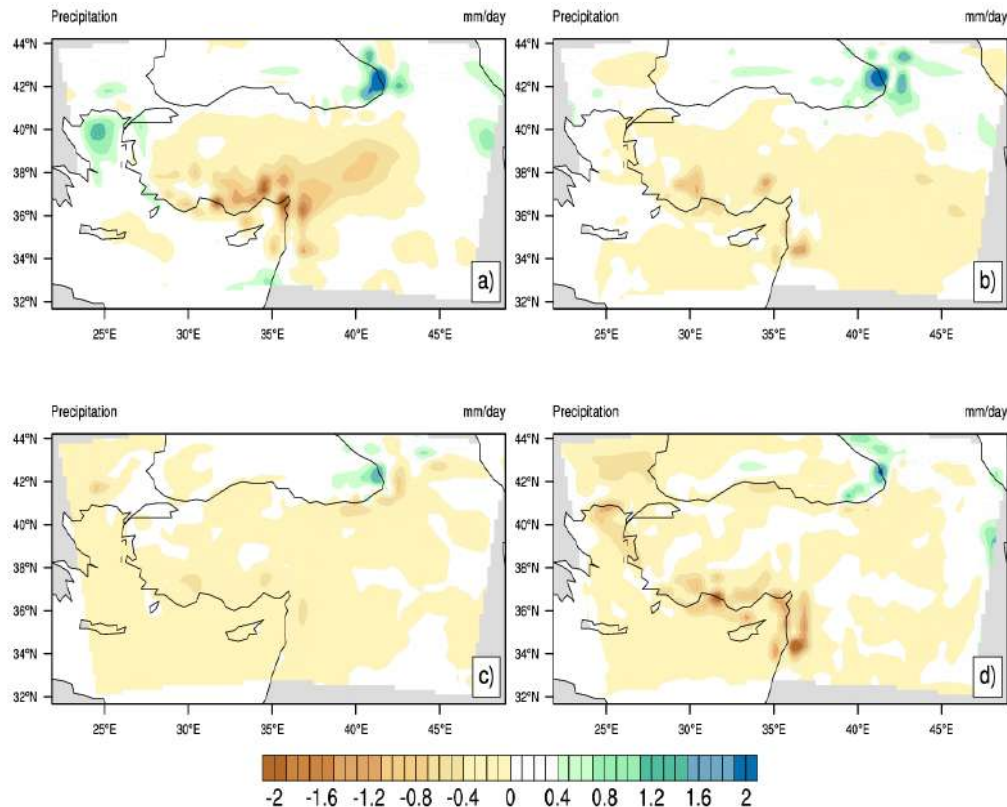 Precipitation mm/day Precipitation mm/day
44°N 44°N
42°N 42°N
40°N 40°N
38°N 38°N
36°N 36°N
34°N 34°N
32°N 32°N
a) b)
25°E 30°E 35°E 40°E 45°E 25°E 30°E 35°E 40°E 45°E
Precipitation mm/day Precipitation mm/day
44°N 44°N
42°N 42°N
40°N 40°N
38°N 38°N
36°N 36°N
34°N 34°N
32°N 32°N
c) d)
25°E 30°E 35°E 40°E 45°E 25°E 30°E 35°E 40°E 45°E
-2 -1.6 -1.2 -0.8 -0.4 0 0.4 0.8 1.2 1.6 2